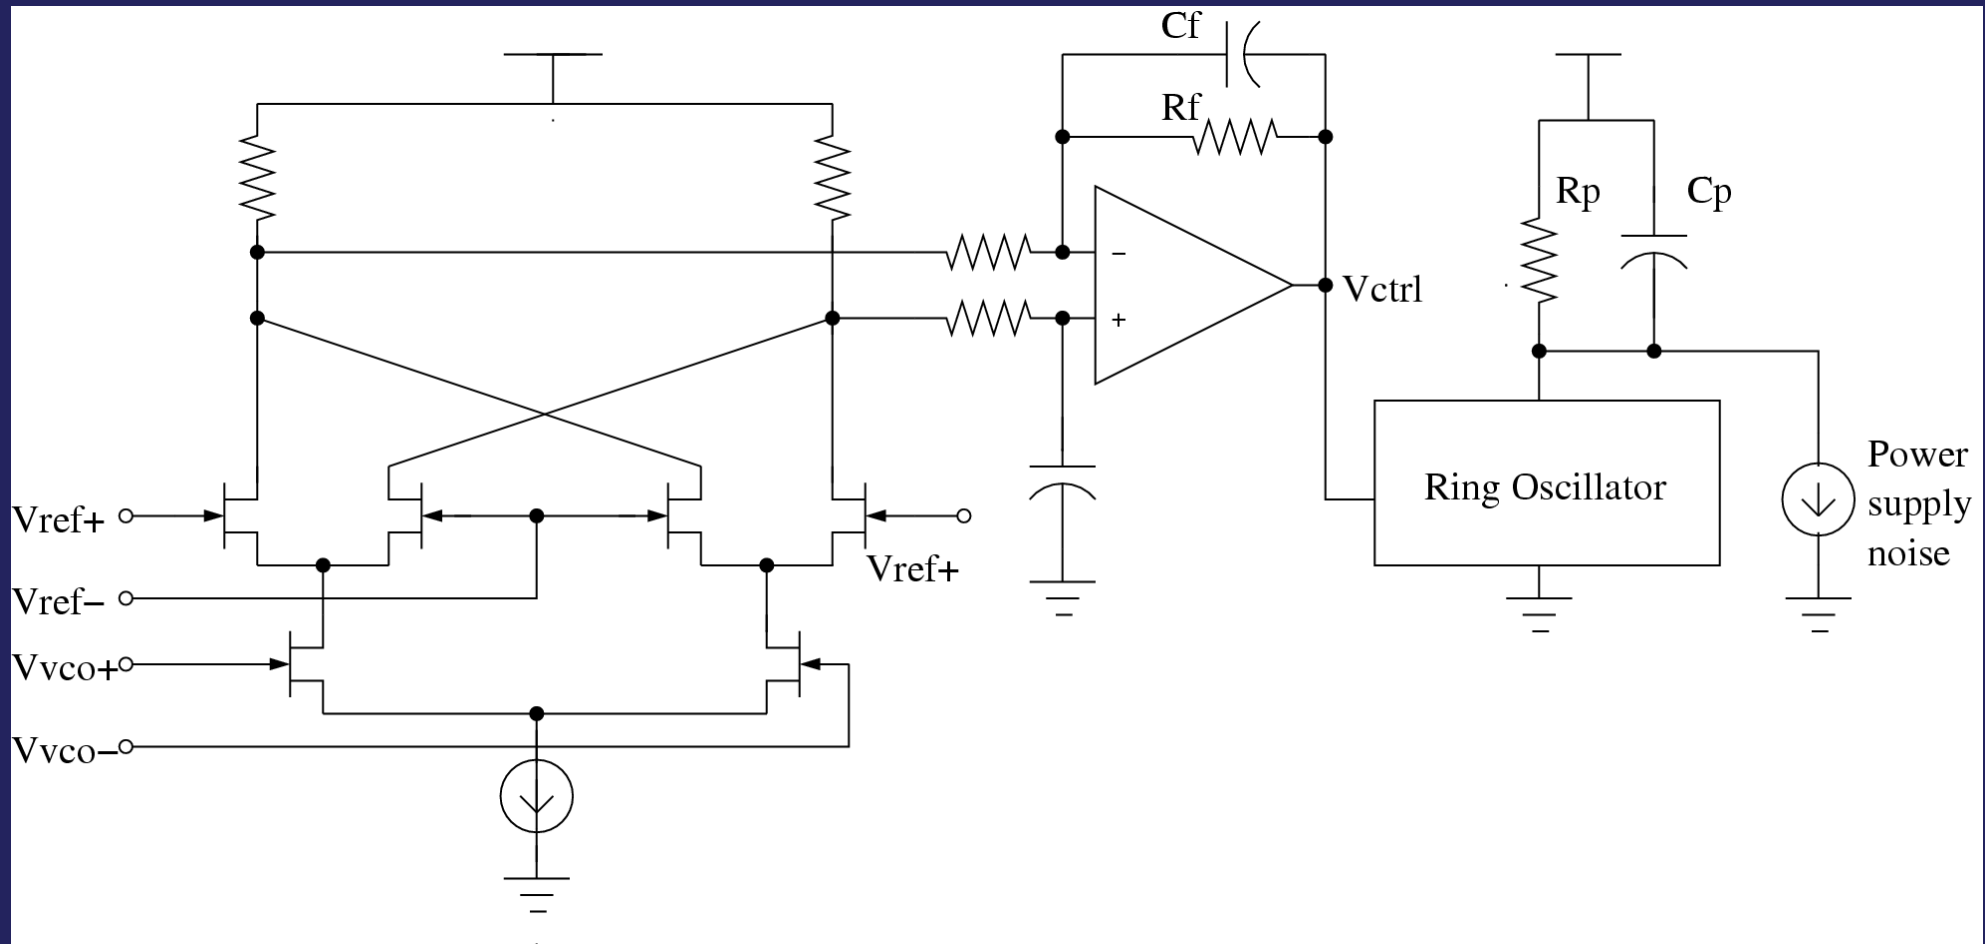 Cf
Rf
Rp
Cp
−
+
Vctrl
Ring Oscillator
Power
supply
noise
Vref+
Vref+
Vref−
Vvco+
Vvco−